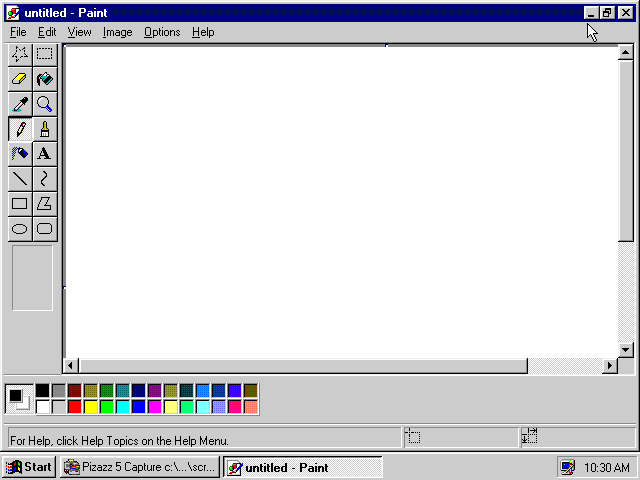 untitled - Paint
File Edit View Image Options Help
A
For Help, click Help Topics on the Help Menu.
Start Pizazz 5 Capture c:\...\scr... untitled - Paint 10:30 AM